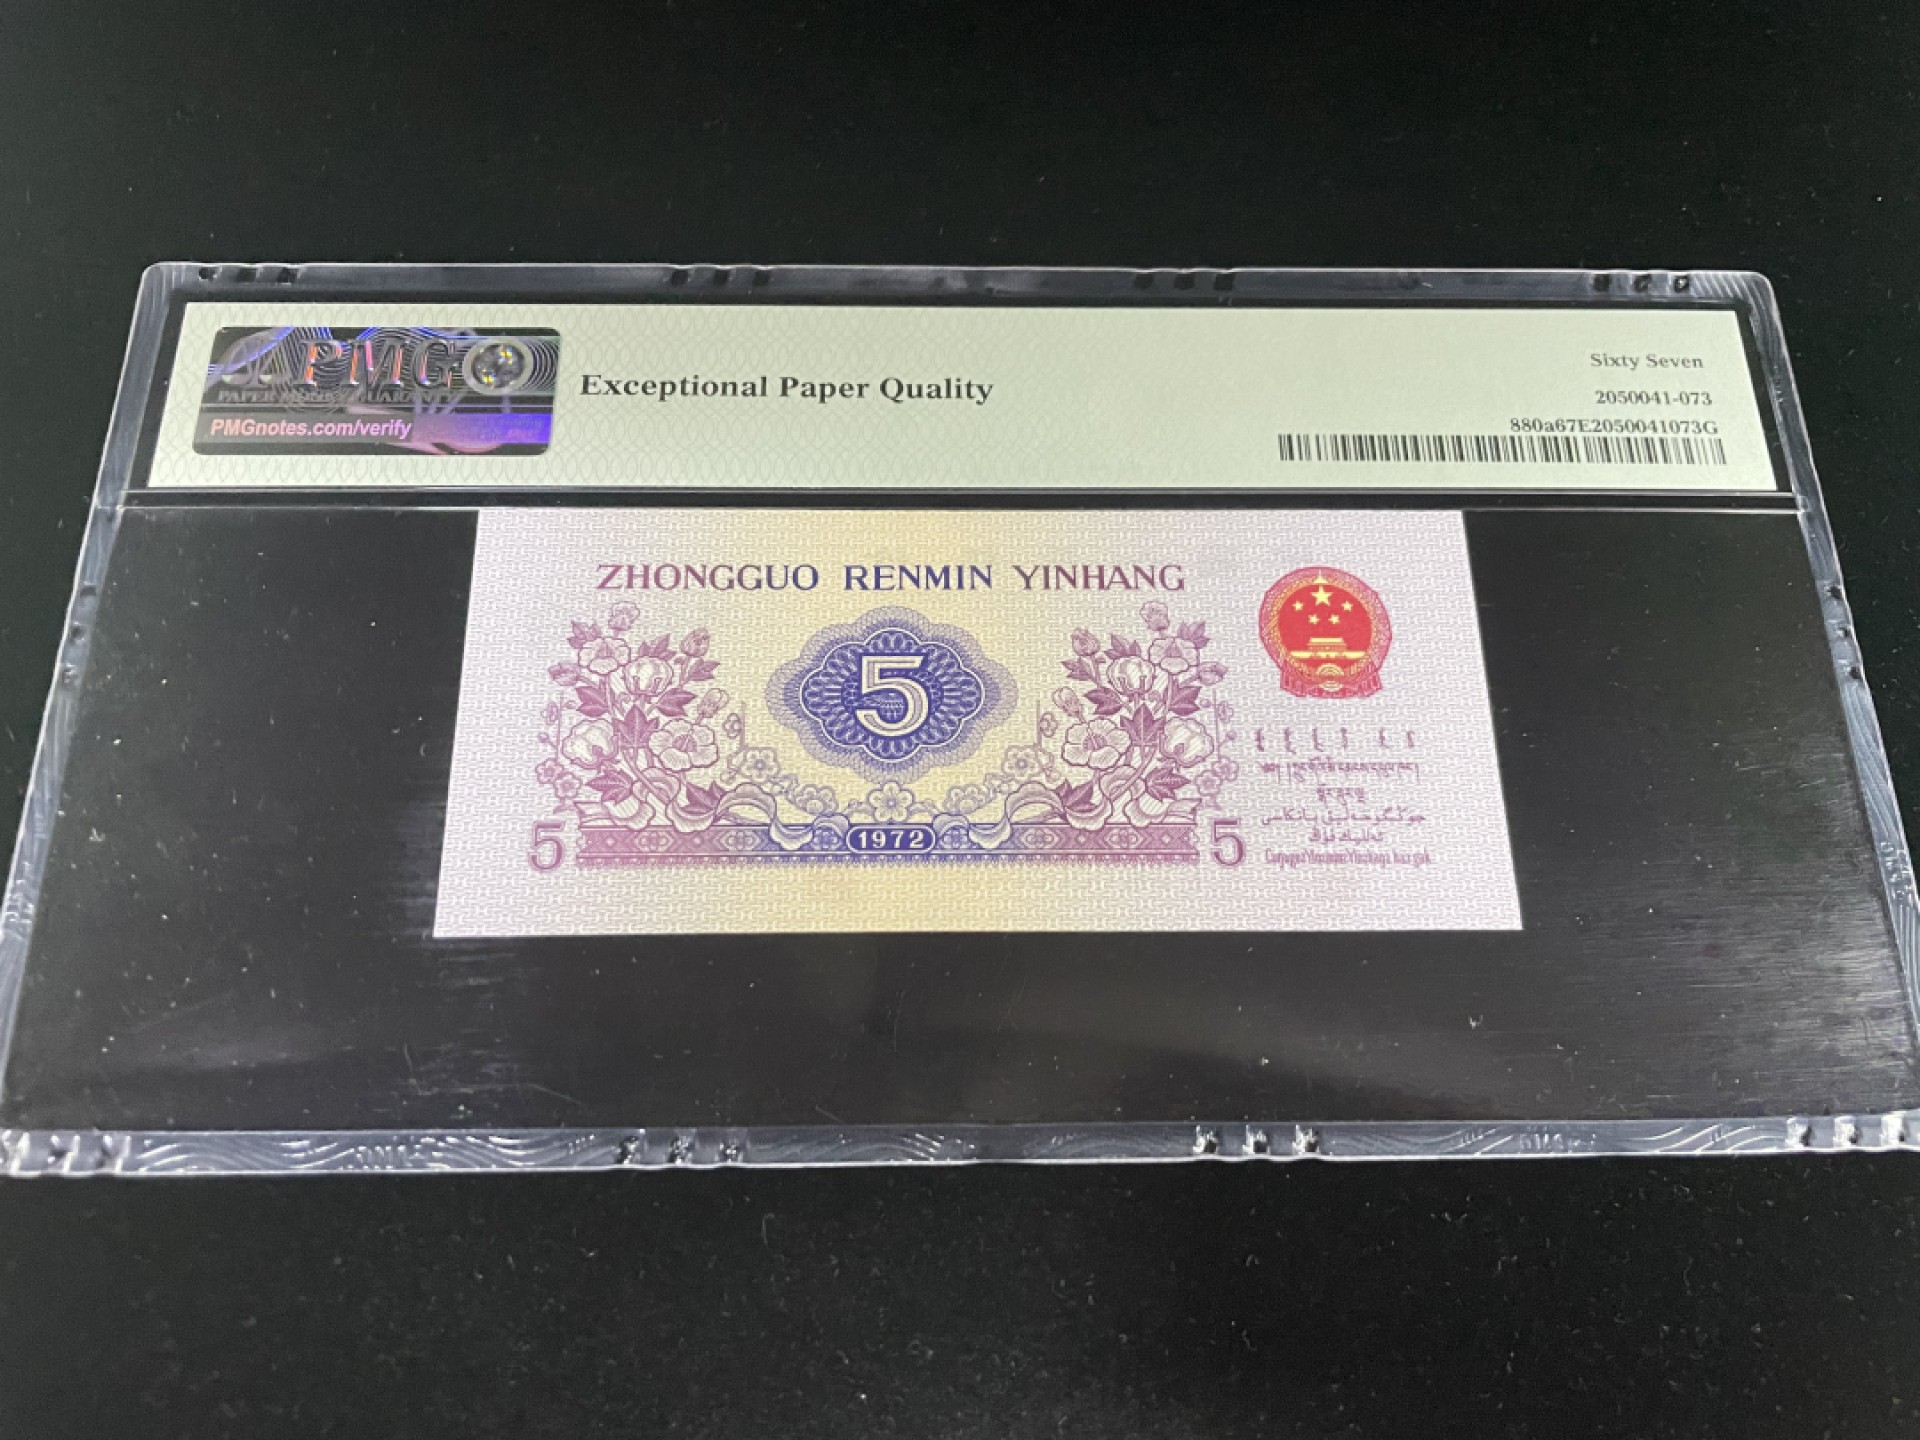 PMG
PAPER MONEY GUARANTY
PMGnotes.com/verify
Exceptional Paper Quality
Sixty Seven
2050041-073
880a67E2050041073G
ZHONGGUO RENMIN YINHANG
5
1972
5
5